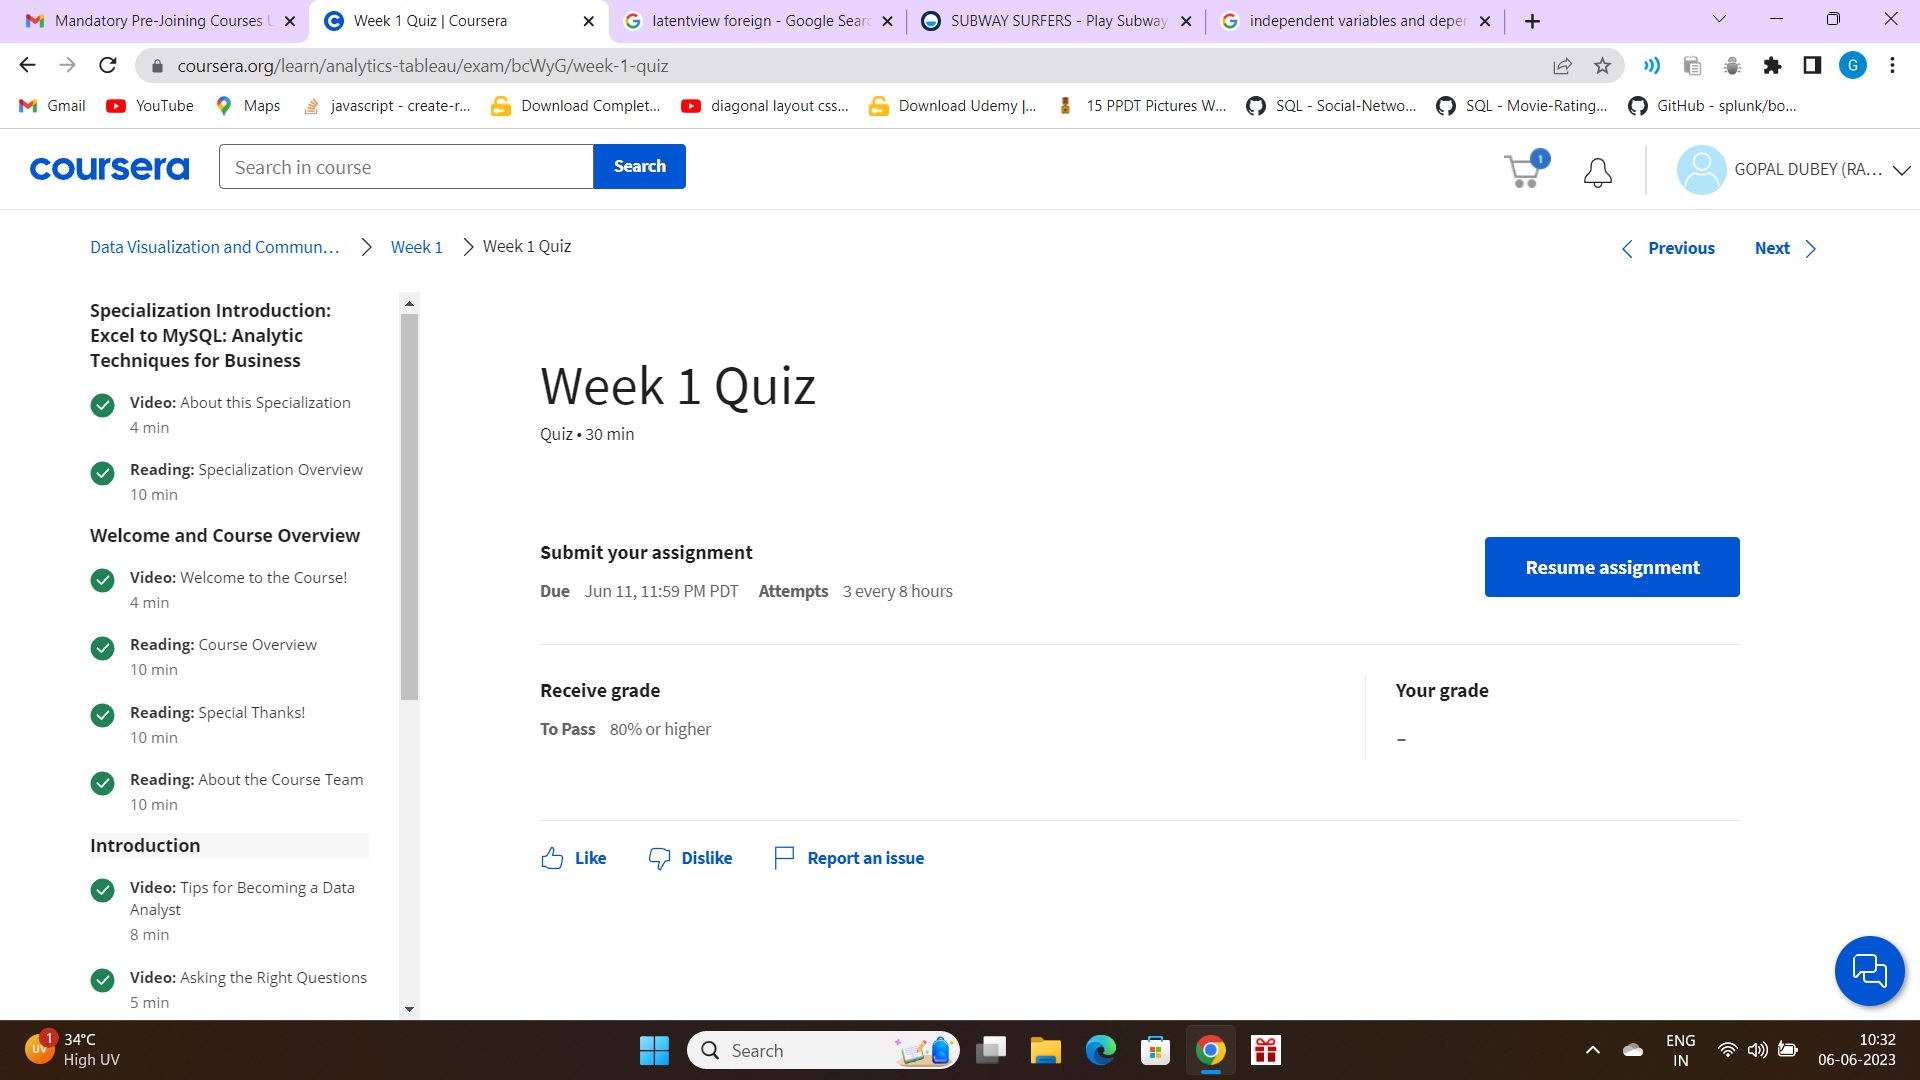 Mandatory Pre-Joining Courses
Week 1 Quiz | Coursera
latentview foreign - Google Sear
SUBWAY SURFERS - Play Subway
independent variables and deper
coursera.org/learn/analytics-tableau/exam/bcWyG/week-1-quiz
G
Gmail
YouTube
Maps
javascript - create-r...
Download Complet...
diagonal layout css...
Download Udemy |...
15 PPDT Pictures W...
SQL - Social-Netwo...
SQL - Movie-Rating...
GitHub - splunk/bo...
coursera
Search in course
Search
1
GOPAL DUBEY (RA...
Data Visualization and Commun...
Week 1
Week 1 Quiz
Previous
Next
Specialization Introduction:
Excel to MySQL: Analytic
Techniques for Business
Video: About this Specialization
4 min
Reading: Specialization Overview
10 min
Welcome and Course Overview
Video: Welcome to the Course!
4 min
Reading: Course Overview
10 min
Reading: Special Thanks!
10 min
Reading: About the Course Team
10 min
Introduction
Video: Tips for Becoming a Data
Analyst
8 min
Video: Asking the Right Questions
5 min
Week 1 Quiz
Quiz • 30 min
Submit your assignment
Due Jun 11, 11:59 PM PDT Attempts 3 every 8 hours
Resume assignment
Receive grade
To Pass 80% or higher
Your grade
–
Like
Dislike
Report an issue
UV
1
34°C
High UV
Search
ENG
IN
10:32
06-06-2023